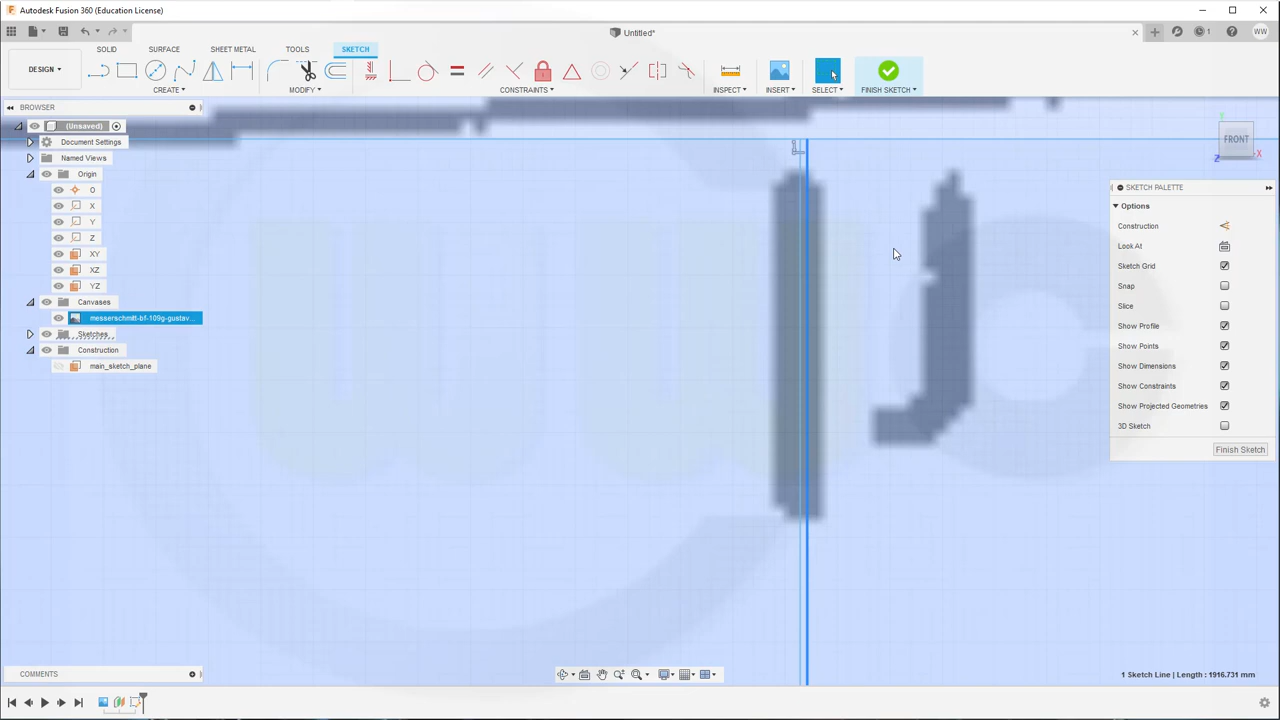 Autodesk Fusion 360 (Education License)
Untitled*
1
WW
DESIGN
SOLID
SURFACE
SHEET METAL
TOOLS
SKETCH
CREATE
MODIFY
CONSTRAINTS
INSPECT
INSERT
SELECT
FINISH SKETCH
BROWSER
(Unsaved)
Document Settings
Named Views
Origin
O
X
Y
Z
XY
XZ
YZ
Canvases
messerschmitt-bf-109g-gustav...
Sketches
Construction
main_sketch_plane
Y
FRONT
X
Z
SKETCH PALETTE
Options
Construction
Look At
Sketch Grid
Snap
Slice
Show Profile
Show Points
Show Dimensions
Show Constraints
Show Projected Geometries
3D Sketch
Finish Sketch
COMMENTS
1 Sketch Line | Length : 1916.731 mm